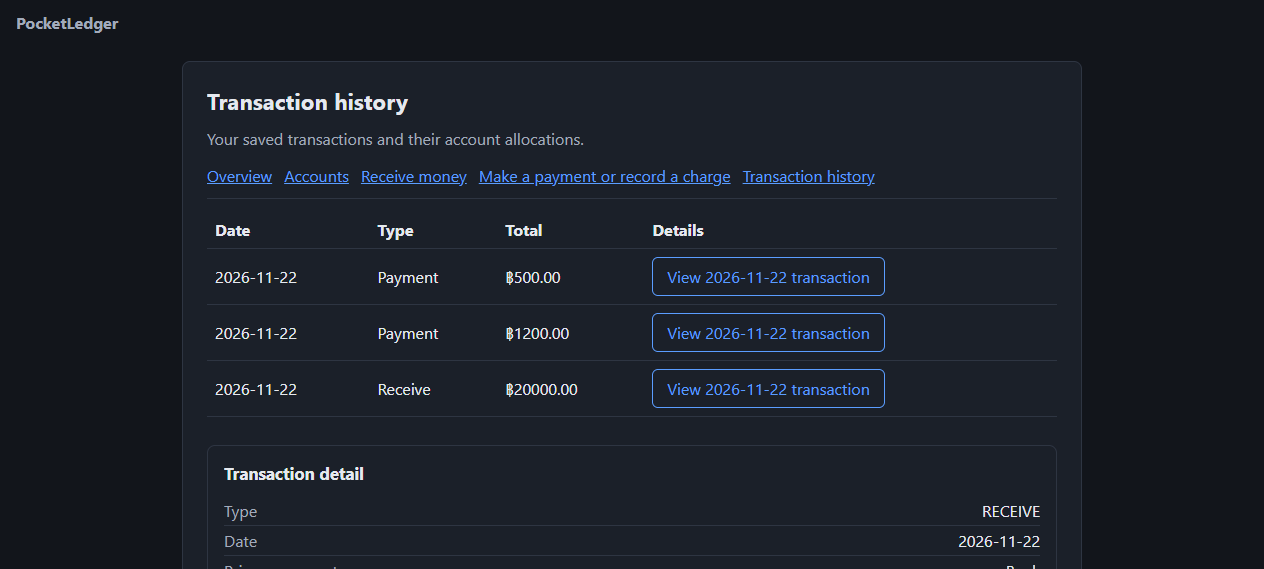 PocketLedger
Transaction history
Your saved transactions and their account allocations.
Overview Accounts Receive money Make a payment or record a charge Transaction history
Date Type Total Details
2026-11-22 Payment ฿500.00 View 2026-11-22 transaction
2026-11-22 Payment ฿1200.00 View 2026-11-22 transaction
2026-11-22 Receive ฿20000.00 View 2026-11-22 transaction
Transaction detail
Type RECEIVE
Date 2026-11-22